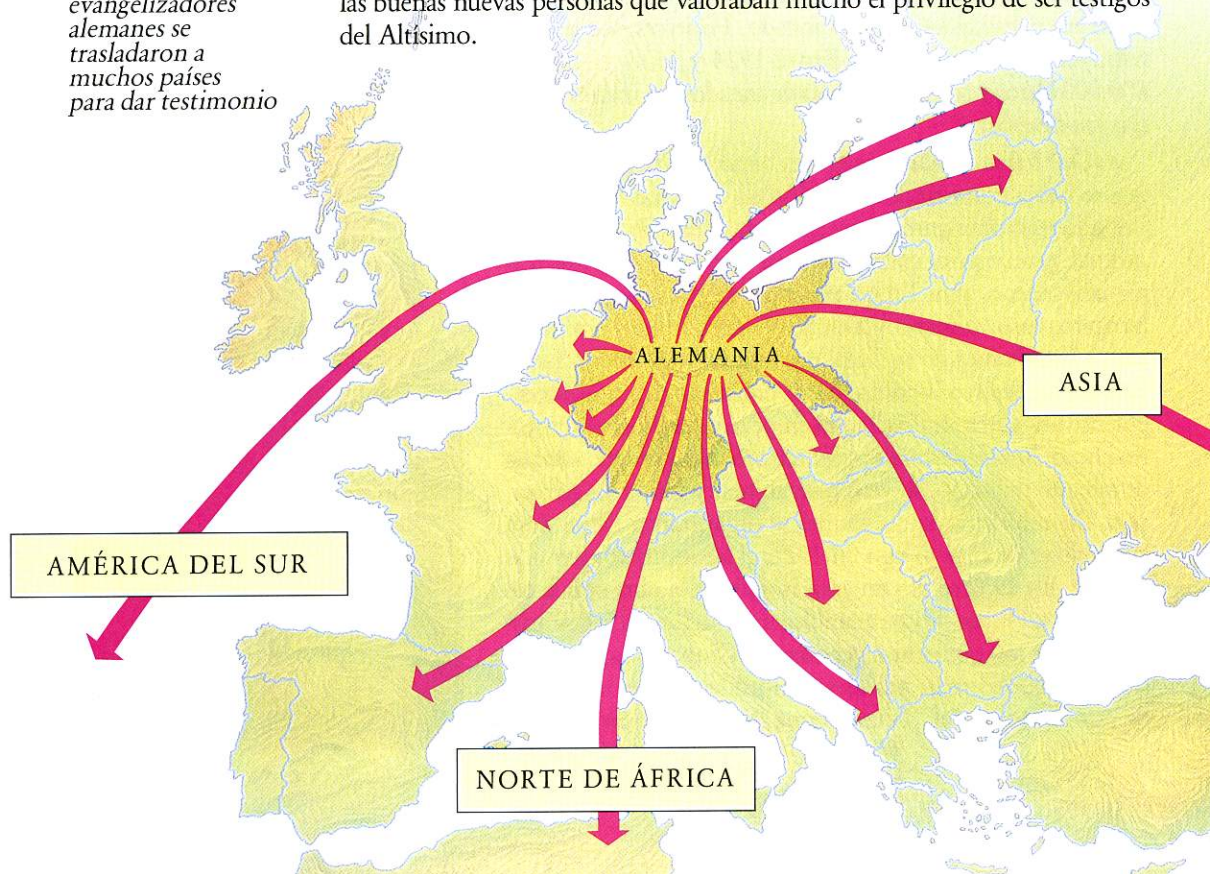 evangelizadores
alemanes se
trasladaron a
muchos países
para dar testimonio
las buenas nuevas personas que valoraban mucho el privilegio de ser testigos
del Altísimo.
ALEMANIA
ASIA
AMÉRICA DEL SUR
NORTE DE ÁFRICA